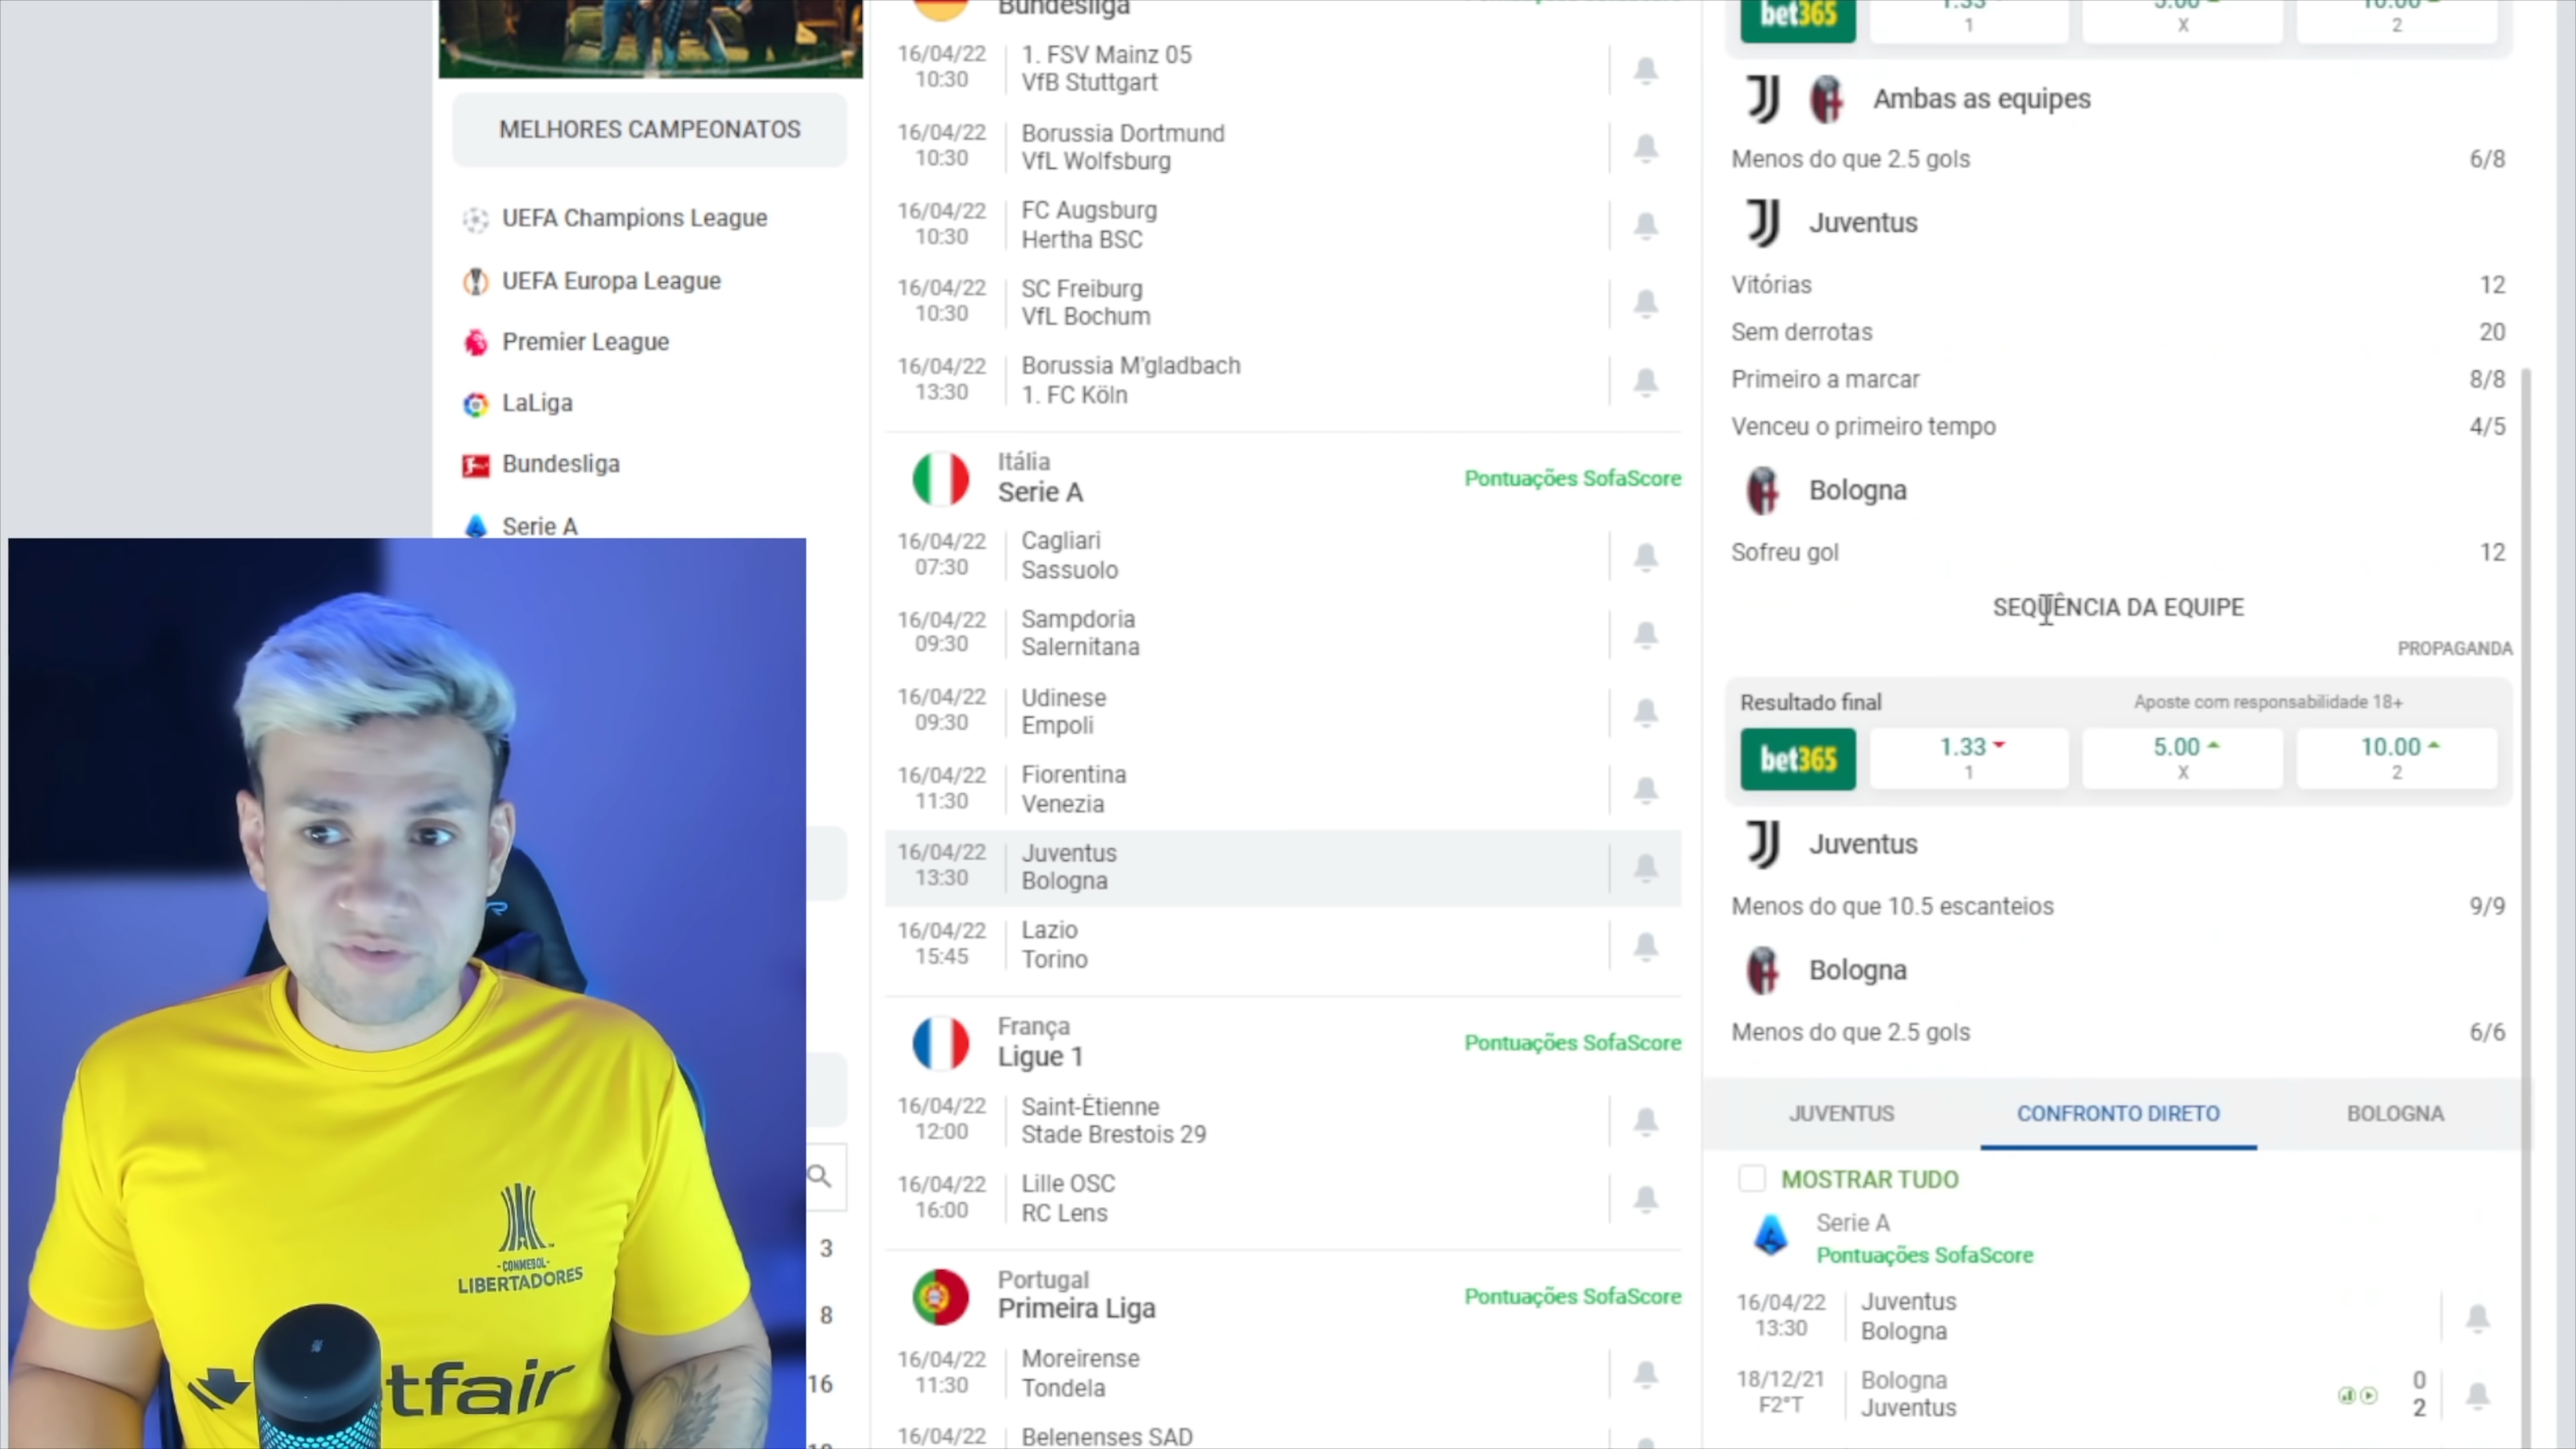 MELHORES CAMPEONATOS
UEFA Champions League
UEFA Europa League
Premier League
LaLiga
Bundesliga
Serie A
3
8
16
- CONMEBOL -
LIBERTADORES
tfair
Bundesliga
16/04/22
10:30
1. FSV Mainz 05
VfB Stuttgart
16/04/22
10:30
Borussia Dortmund
VfL Wolfsburg
16/04/22
10:30
FC Augsburg
Hertha BSC
16/04/22
10:30
SC Freiburg
VfL Bochum
16/04/22
13:30
Borussia M'gladbach
1. FC Köln
Itália
Serie A
Pontuações SofaScore
16/04/22
07:30
Cagliari
Sassuolo
16/04/22
09:30
Sampdoria
Salernitana
16/04/22
09:30
Udinese
Empoli
16/04/22
11:30
Fiorentina
Venezia
16/04/22
13:30
Juventus
Bologna
16/04/22
15:45
Lazio
Torino
França
Ligue 1
Pontuações SofaScore
16/04/22
12:00
Saint-Étienne
Stade Brestois 29
16/04/22
16:00
Lille OSC
RC Lens
Portugal
Primeira Liga
Pontuações SofaScore
16/04/22
11:30
Moreirense
Tondela
16/04/22
Belenenses SAD
bet365
1.33
1
5.00
X
10.00
2
Ambas as equipes
Menos do que 2.5 gols 6/8
Juventus
Vitórias 12
Sem derrotas 20
Primeiro a marcar 8/8
Venceu o primeiro tempo 4/5
Bologna
Sofreu gol 12
SEQUÊNCIA DA EQUIPE
PROPAGANDA
Resultado final Aposte com responsabilidade 18+
bet365
1.33
1
5.00
X
10.00
2
Juventus
Menos do que 10.5 escanteios 9/9
Bologna
Menos do que 2.5 gols 6/6
JUVENTUS CONFRONTO DIRETO BOLOGNA
MOSTRAR TUDO
Serie A
Pontuações SofaScore
16/04/22
13:30
Juventus
Bologna
18/12/21
F2°T
Bologna 0
Juventus 2